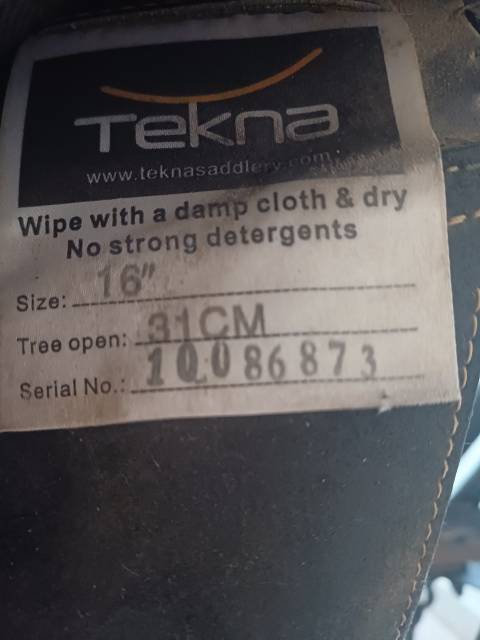 Tekna
www.teknasaddlery.com
Wipe with a damp cloth & dry
No strong detergents
Size: 16"
Tree open: 31CM
Serial No.: 10086873